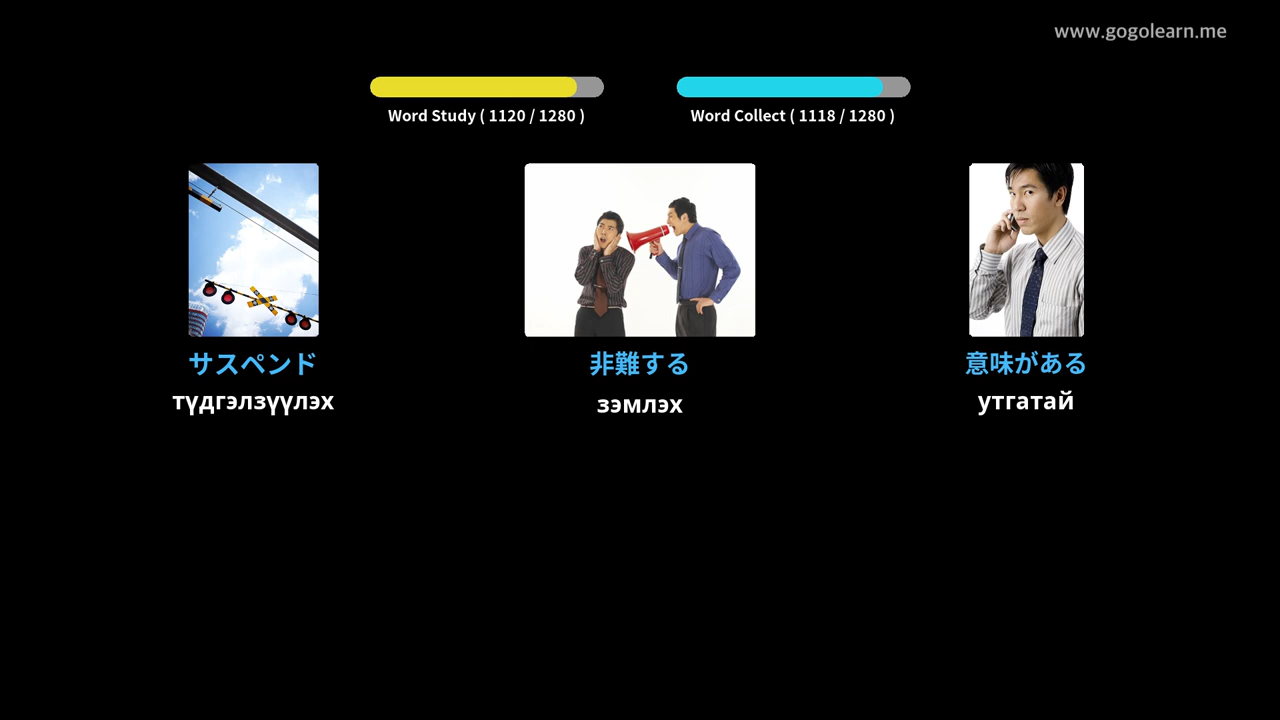 www.gogolearn.me
Word Study ( 1120 / 1280 )
Word Collect ( 1118 / 1280 )
サスペンド
非難する
意味がある
түдгэлзүүлэх
зэмлэх
утгатай